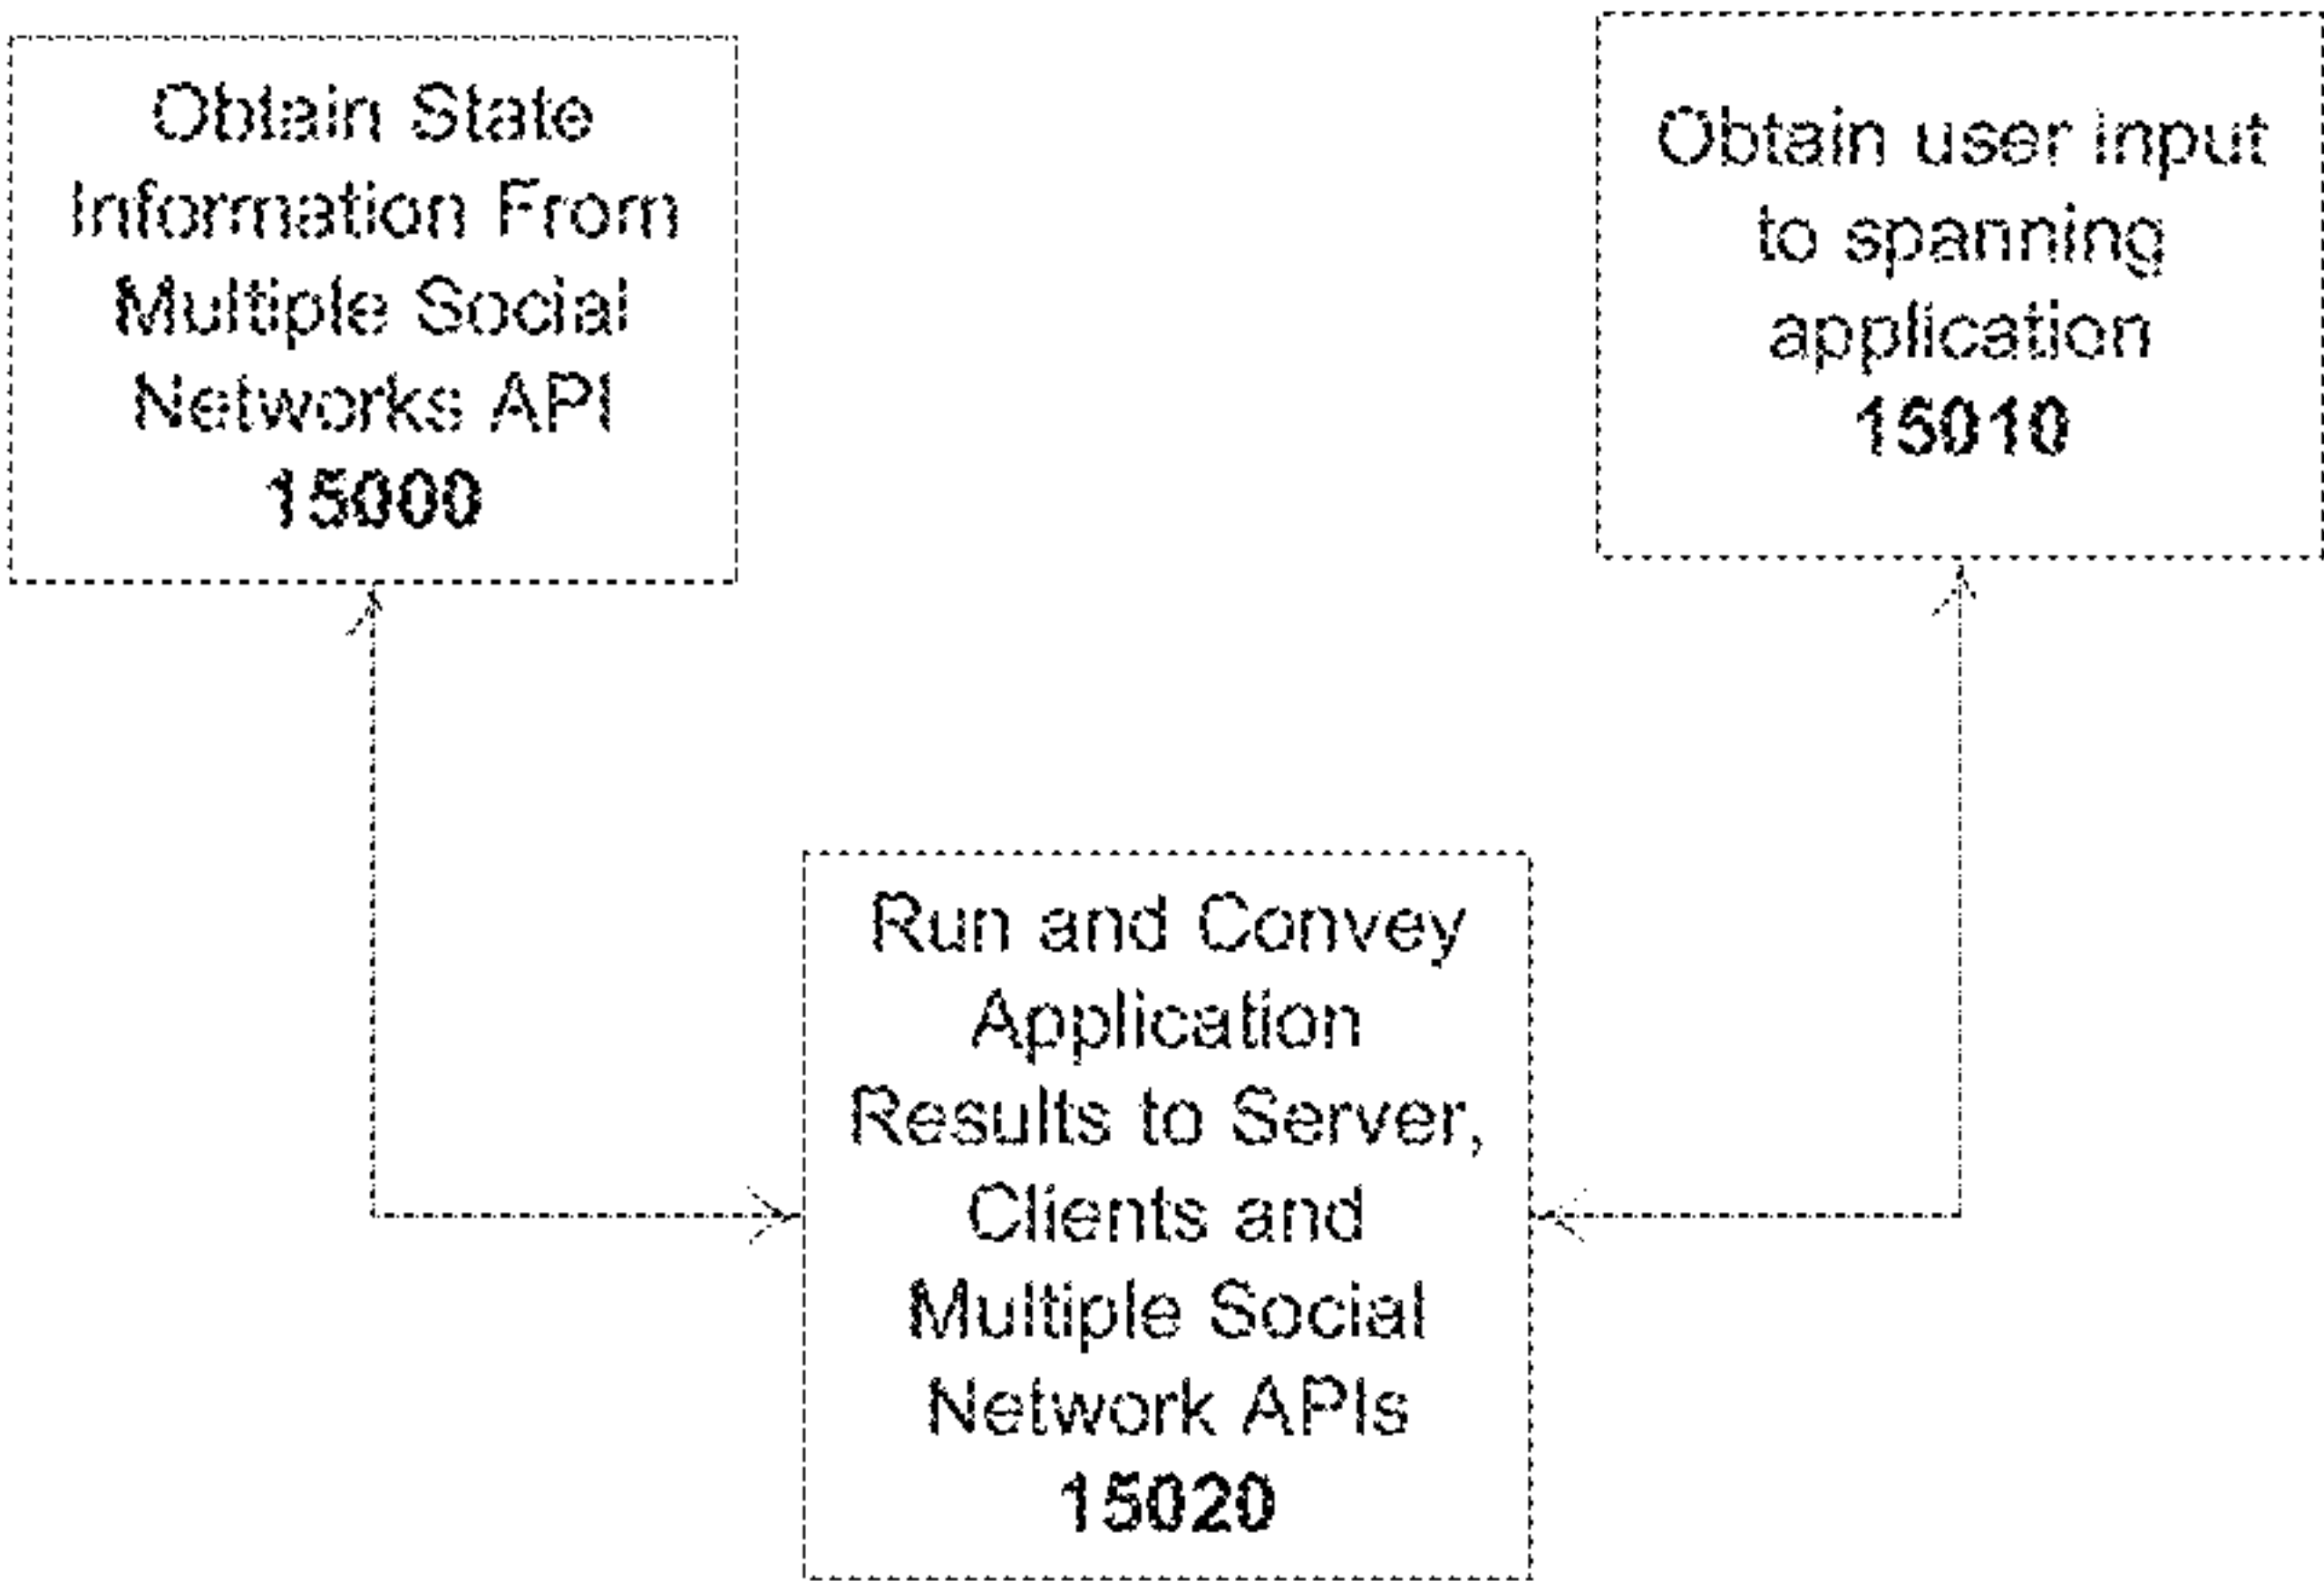 Obtain State
Information From
Multiple Social
Networks API
15000
Obtain user input
to spanning
application
15010
Run and Convey
Application
Results to Server,
Clients and
Multiple Social
Network APIs
15020